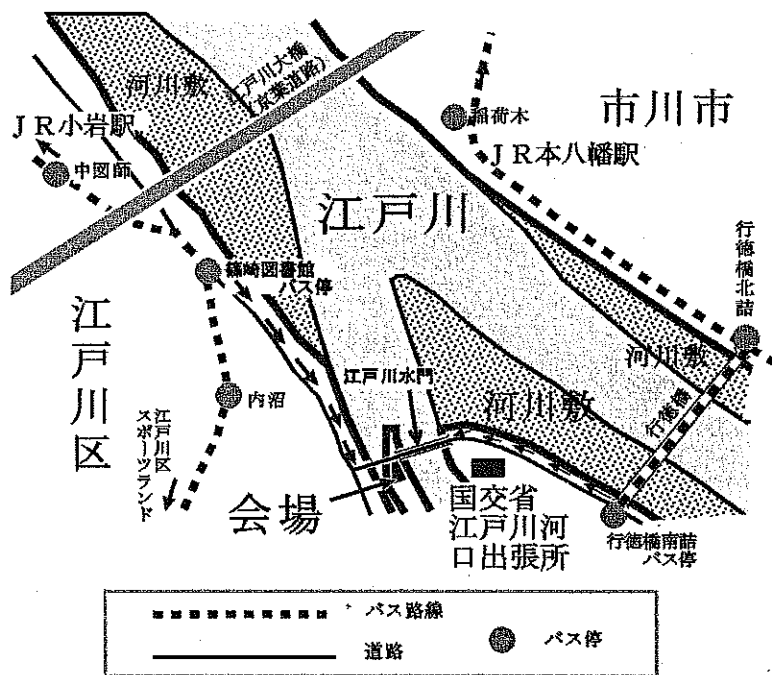 河川敷
江戸川大橋
(京葉道路)
稲荷木
市川市
JR小岩駅
中図師
JR本八幡駅
江戸川
行徳橋北詰
篠崎図書館
バス停
江戸川区
江戸川水門
河川敷
河川敷
行徳橋
内沼
江戸川区
スポーツランド
会場
国交省
江戸川河
口出張所
行徳橋南詰
バス停
バス路線
道路
バス停